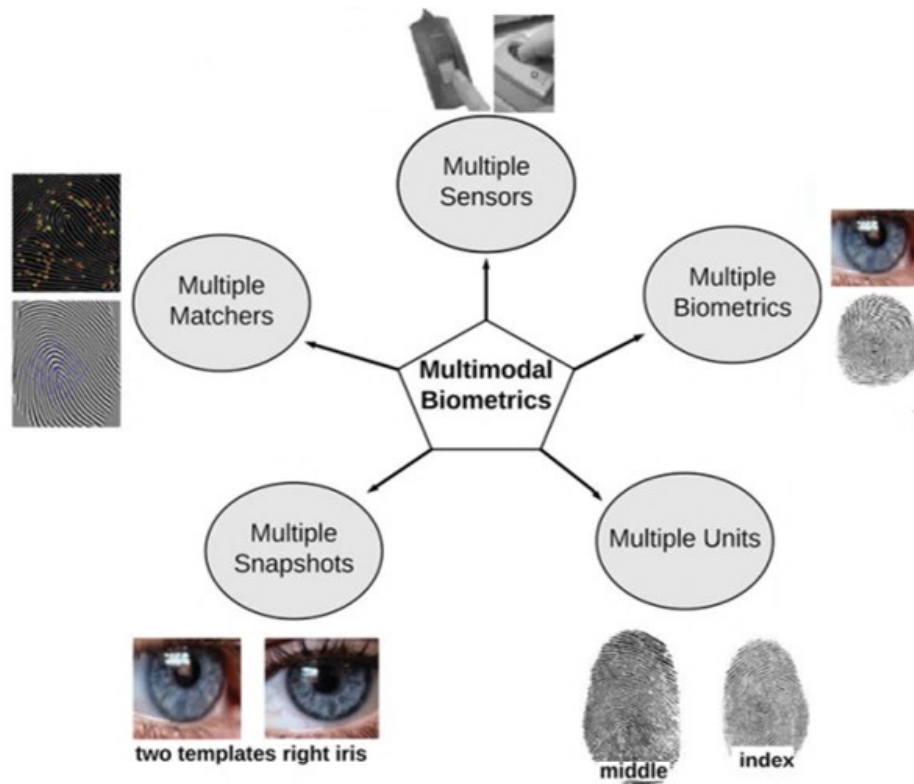 Multiple
Sensors
Multiple
Matchers
Multiple
Biometrics
Multimodal
Biometrics
Multiple
Snapshots
Multiple Units
two templates right iris
middle
index